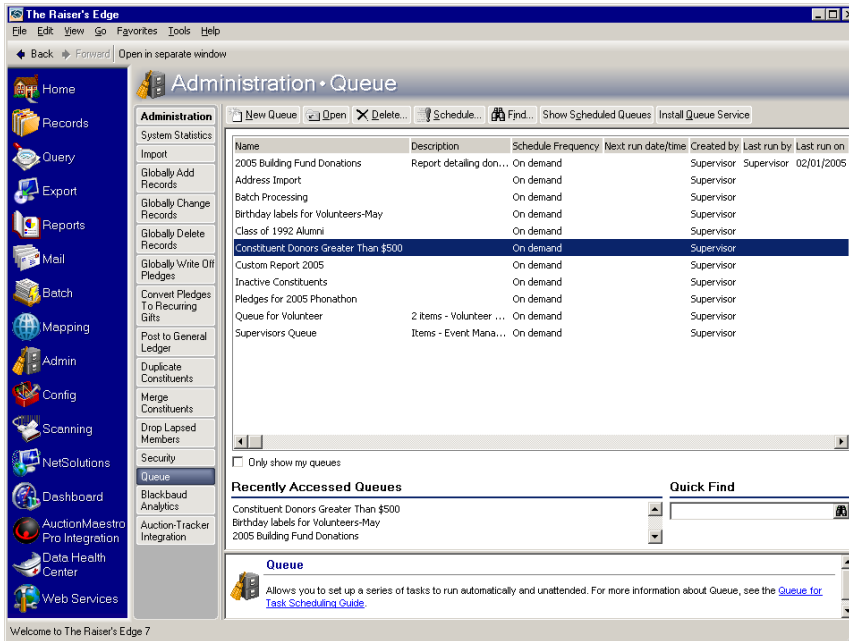 The Raiser's Edge
File Edit View Go Favorites Tools Help
Back Forward Open in separate window
Home
Records
Query
Export
Reports
Mail
Batch
Mapping
Admin
Config
Scanning
NetSolutions
Dashboard
AuctionMaestro
Pro Integration
Data Health
Center
Web Services
Administration • Queue
Administration
System Statistics
Import
Globally Add
Records
Globally Change
Records
Globally Delete
Records
Globally Write Off
Pledges
Convert Pledges
To Recurring
Gifts
Post to General
Ledger
Duplicate
Constituents
Merge
Constituents
Drop Lapsed
Members
Security
Queue
Blackbaud
Analytics
Auction-Tracker
Integration
New Queue Open Delete... Schedule... Find... Show Scheduled Queues Install Queue Service
Name Description Schedule Frequency Next run date/time Created by Last run by Last run on
2005 Building Fund Donations Report detailing don... On demand Supervisor Supervisor 02/01/2005
Address Import On demand Supervisor
Batch Processing On demand Supervisor
Birthday labels for Volunteers-May On demand Supervisor
Class of 1992 Alumni On demand Supervisor
Constituent Donors Greater Than $500 On demand Supervisor
Custom Report 2005 On demand Supervisor
Inactive Constituents On demand Supervisor
Pledges for 2005 Phonathon On demand Supervisor
Queue for Volunteer 2 items - Volunteer ... On demand Supervisor
Supervisors Queue Items - Event Mana... On demand Supervisor
Only show my queues
Recently Accessed Queues Quick Find
Constituent Donors Greater Than $500
Birthday labels for Volunteers-May
2005 Building Fund Donations
Queue
Allows you to set up a series of tasks to run automatically and unattended. For more information about Queue, see the Queue for
Task Scheduling Guide.
Welcome to The Raiser's Edge 7